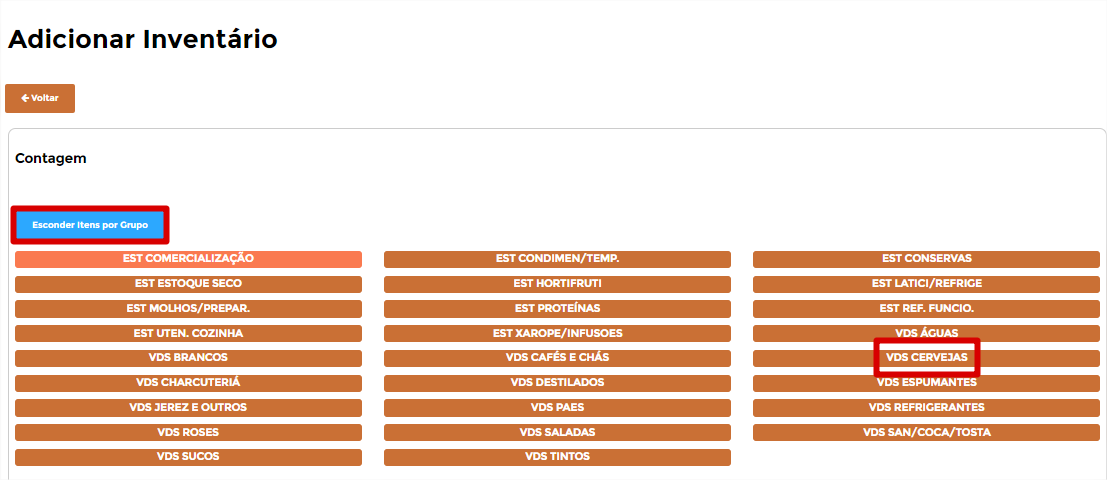 Adicionar Inventário
Voltar
Contagem
Esconder Itens por Grupo
EST COMERCIALIZAÇÃO EST CONDIMEN/TEMP. EST CONSERVAS
EST ESTOQUE SECO EST HORTIFRUTI EST LATICI/REFRIGE
EST MOLHOS/PREPAR. EST PROTEÍNAS EST REF. FUNCIO.
EST UTEN. COZINHA EST XAROPE/INFUSOES VDS ÁGUAS
VDS BRANCOS VDS CAFÉS E CHÁS VDS CERVEJAS
VDS CHARCUTERIÁ VDS DESTILADOS VDS ESPUMANTES
VDS JEREZ E OUTROS VDS PAES VDS REFRIGERANTES
VDS ROSES VDS SALADAS VDS SAN/COCA/TOSTA
VDS SUCOS VDS TINTOS